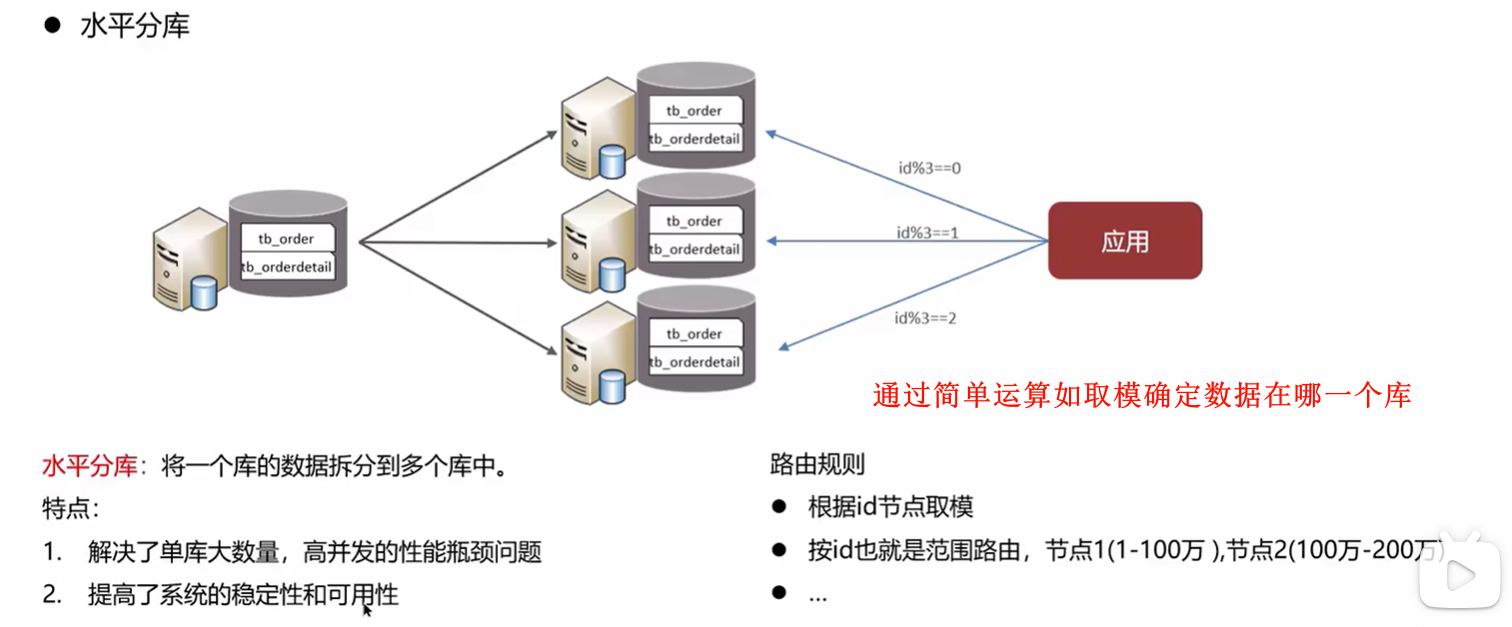 ● 水平分库
tb_order
tb_orderdetail
tb_order
tb_orderdetail
tb_order
tb_orderdetail
tb_order
tb_orderdetail
id%3==0
id%3==1
id%3==2
应用
通过简单运算如取模确定数据在哪一个库
水平分库：将一个库的数据拆分到多个库中。
特点：
1. 解决了单库大数量，高并发的性能瓶颈问题
2. 提高了系统的稳定性和可用性
路由规则
● 根据id节点取模
● 按id也就是范围路由，节点1(1-100万 ),节点2(100万-200万)
● ...